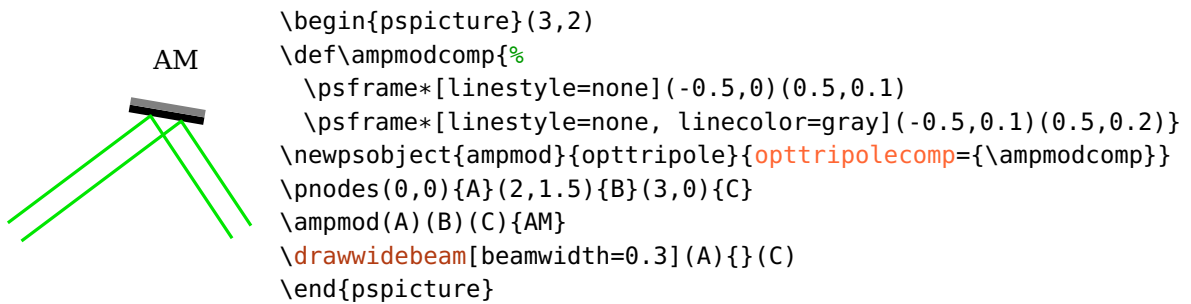 AM
\begin{pspicture}(3,2)
\def\ampmodcomp{%
  \psframe*[linestyle=none](-0.5,0)(0.5,0.1)
  \psframe*[linestyle=none, linecolor=gray](-0.5,0.1)(0.5,0.2)}
\newpsobject{ampmod}{opttripole}{opttripolecomp={\ampmodcomp}}
\pnodes(0,0){A}(2,1.5){B}(3,0){C}
\ampmod(A)(B)(C){AM}
\drawwidebeam[beamwidth=0.3](A){}(C)
\end{pspicture}